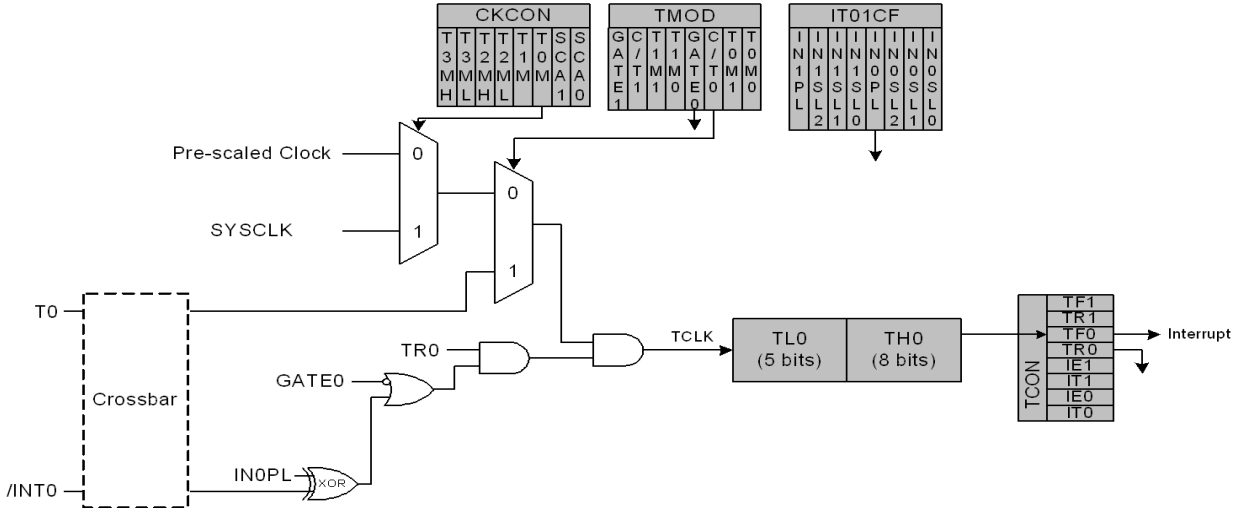 CKCON
T3MH
T3ML
T2MH
T2ML
T1M
T0M
SCA1
SCA0
TMOD
GATE1
C/T1
T1M1
T1M0
GATE0
C/T0
T0M1
T0M0
IT01CF
IN1PL
IN1SL2
IN1SL1
IN1SL0
IN0PL
IN0SL2
IN0SL1
IN0SL0
Pre-scaled Clock
0
SYSCLK
1
0
1
T0
Crossbar
/INT0
TR0
GATE0
IN0PL
XOR
TCLK
TL0
(5 bits)
TH0
(8 bits)
TCON
TF1
TR1
TF0
TR0
IE1
IT1
IE0
IT0
Interrupt